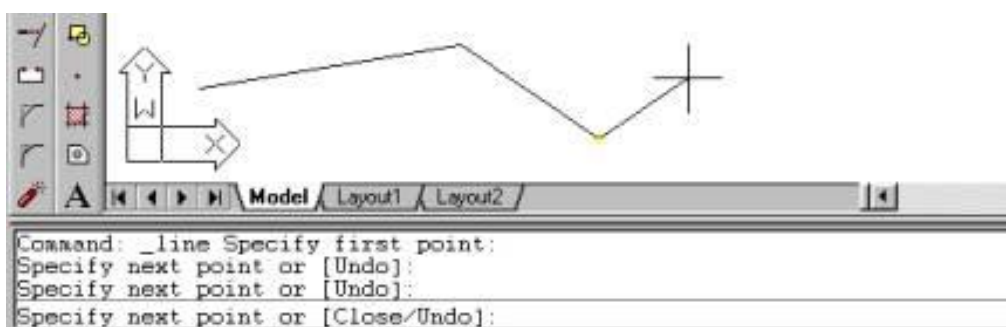 Y
W
X
A
Model Layout1 Layout2
Command: _line Specify first point:
Specify next point or [Undo]:
Specify next point or [Undo]:
Specify next point or [Close/Undo]: